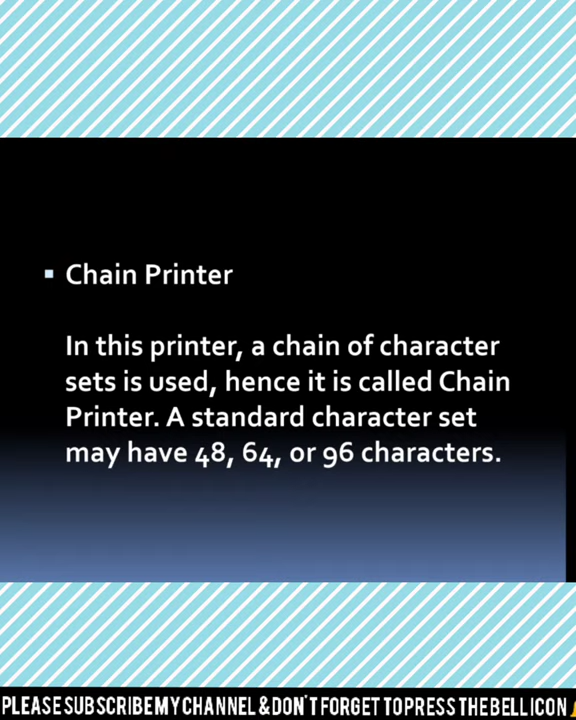 ▪ Chain Printer
In this printer, a chain of character
sets is used, hence it is called Chain
Printer. A standard character set
may have 48, 64, or 96 characters.
PLEASE SUBSCRIBE MY CHANNEL & DON'T FORGET TO PRESS THE BELL ICON